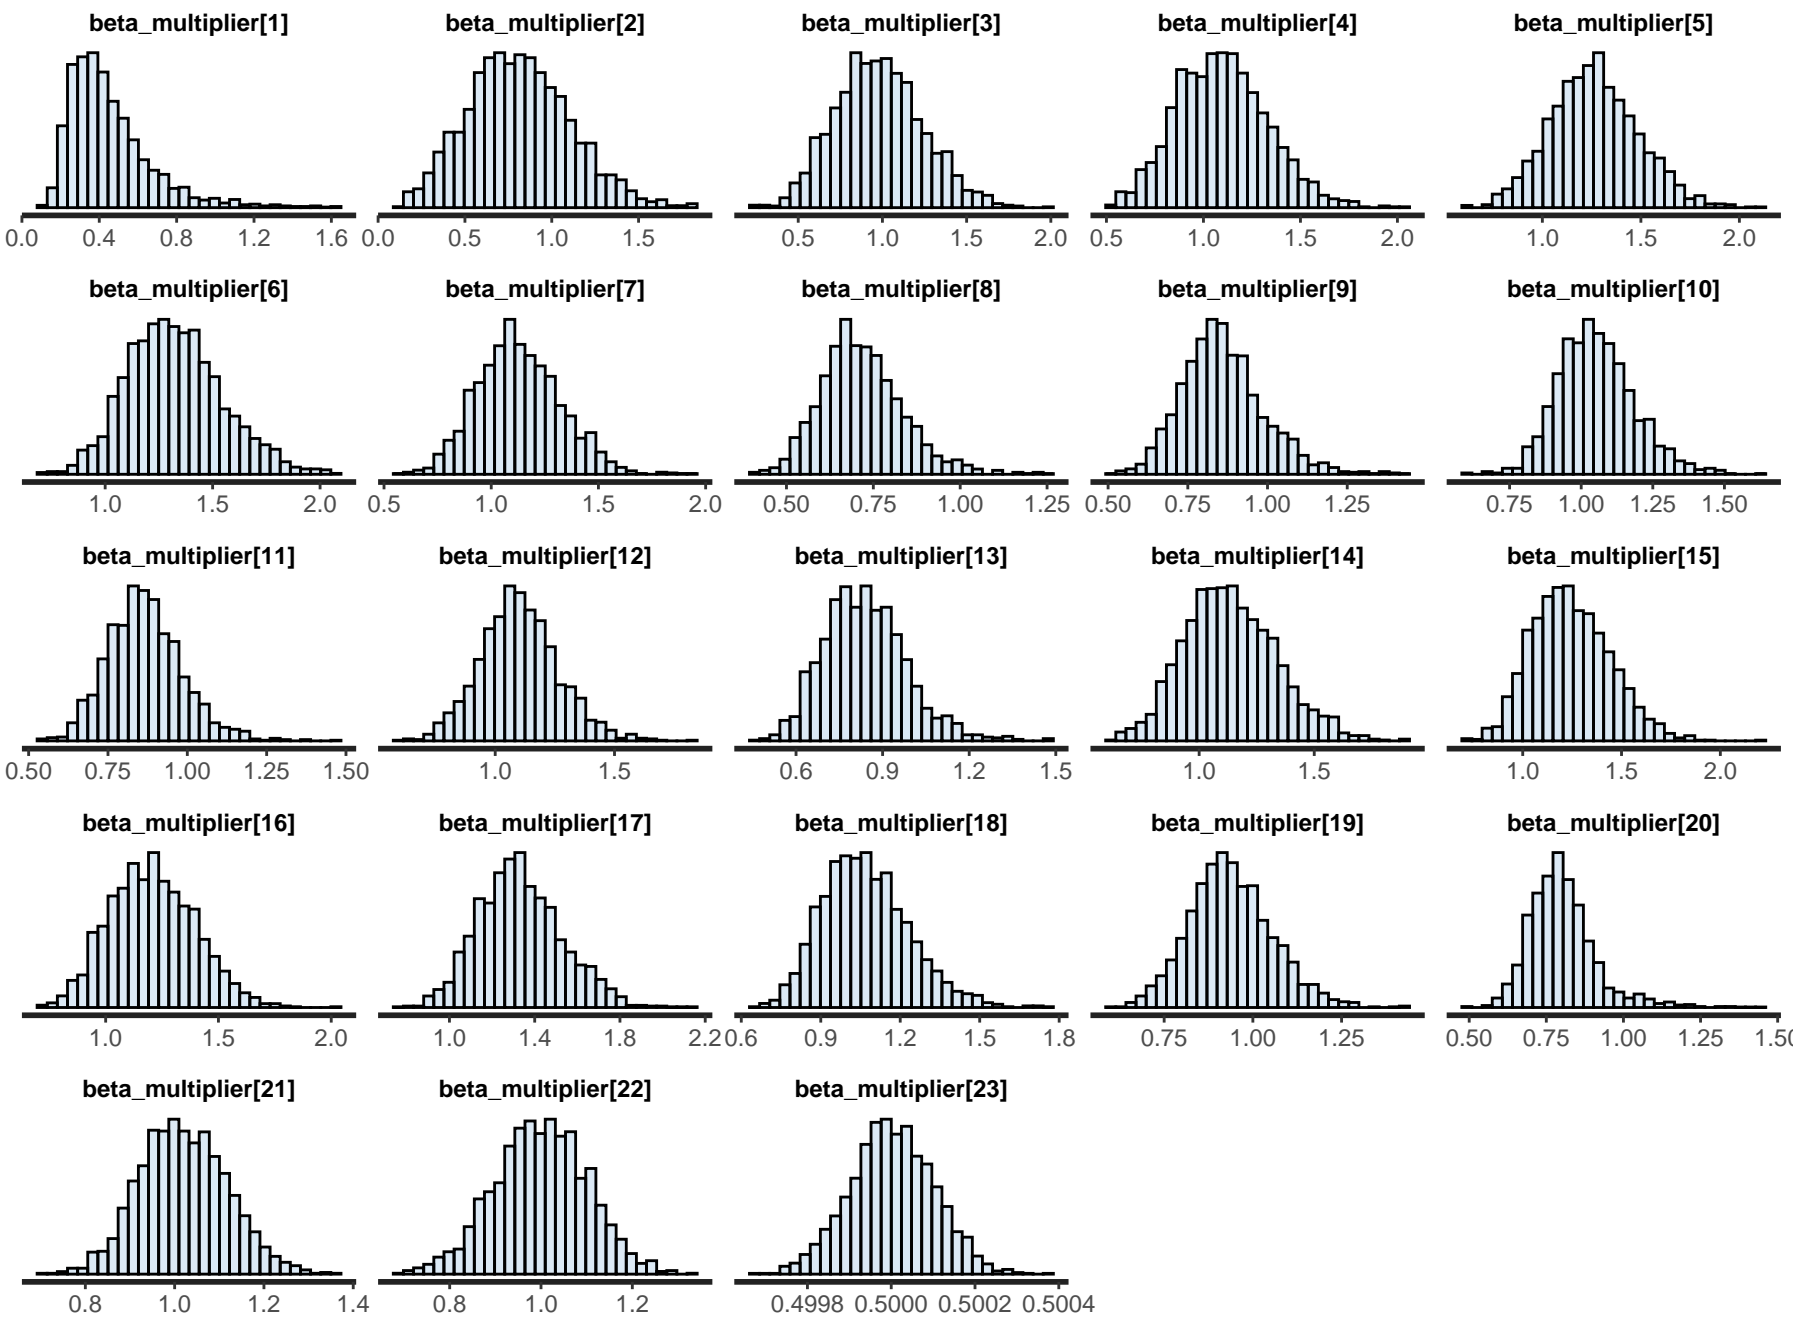 beta_multiplier[1] beta_multiplier[2] beta_multiplier[3] beta_multiplier[4] beta_multiplier[5]
0.0 0.4 0.8 1.2 1.6 0.0 0.5 1.0 1.5 0.5 1.0 1.5 2.0 0.5 1.0 1.5 2.0 1.0 1.5 2.0
beta_multiplier[6] beta_multiplier[7] beta_multiplier[8] beta_multiplier[9] beta_multiplier[10]
1.0 1.5 2.0 0.5 1.0 1.5 2.0 0.50 0.75 1.00 1.25 0.50 0.75 1.00 1.25 0.75 1.00 1.25 1.50
beta_multiplier[11] beta_multiplier[12] beta_multiplier[13] beta_multiplier[14] beta_multiplier[15]
0.50 0.75 1.00 1.25 1.50 1.0 1.5 0.6 0.9 1.2 1.5 1.0 1.5 1.0 1.5 2.0
beta_multiplier[16] beta_multiplier[17] beta_multiplier[18] beta_multiplier[19] beta_multiplier[20]
1.0 1.5 2.0 1.0 1.4 1.8 2.2 0.6 0.9 1.2 1.5 1.8 0.75 1.00 1.25 0.50 0.75 1.00 1.25 1.50
beta_multiplier[21] beta_multiplier[22] beta_multiplier[23]
0.8 1.0 1.2 1.4 0.8 1.0 1.2 0.4998 0.5000 0.5002 0.5004